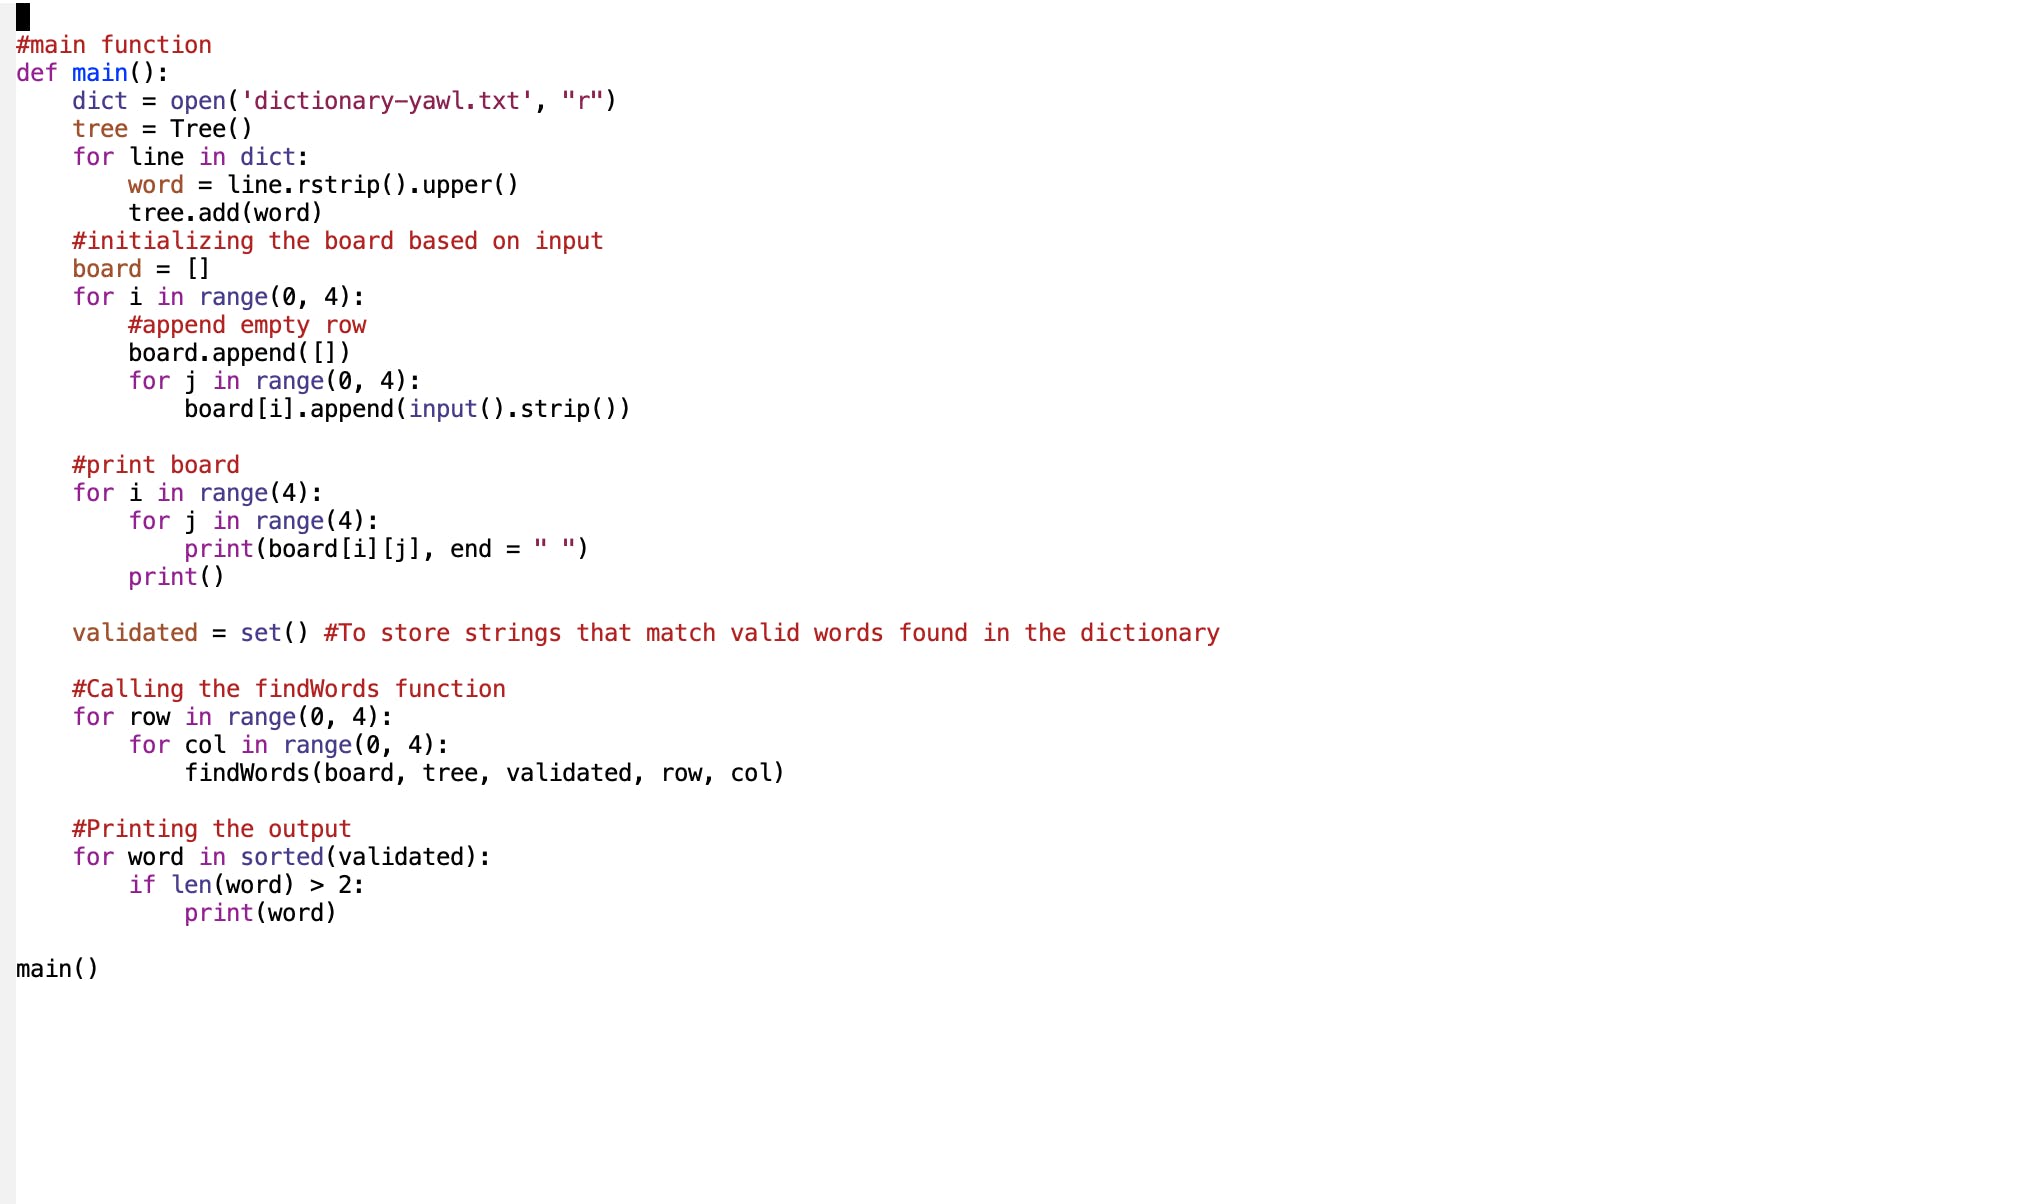 #main function
def main():
    dict = open('dictionary-yawl.txt', "r")
    tree = Tree()
    for line in dict:
        word = line.rstrip().upper()
        tree.add(word)
    #initializing the board based on input
    board = []
    for i in range(0, 4):
        #append empty row
        board.append([])
        for j in range(0, 4):
            board[i].append(input().strip())

    #print board
    for i in range(4):
        for j in range(4):
            print(board[i][j], end = " ")
        print()

    validated = set() #To store strings that match valid words found in the dictionary

    #Calling the findWords function
    for row in range(0, 4):
        for col in range(0, 4):
            findWords(board, tree, validated, row, col)

    #Printing the output
    for word in sorted(validated):
        if len(word) > 2:
            print(word)

main()